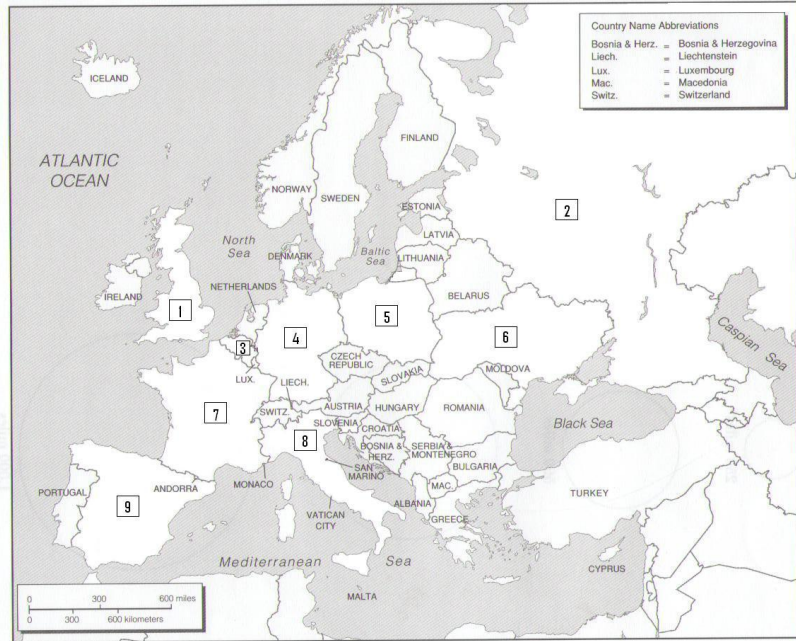 Country Name Abbreviations
Bosnia & Herz. = Bosnia & Herzegovina
Liech. = Liechtenstein
Lux. = Luxembourg
Mac. = Macedonia
Switz. = Switzerland
ICELAND
FINLAND
ATLANTIC
OCEAN
NORWAY
SWEDEN
2
ESTONIA
North
Sea
LATVIA
Baltic
Sea
DENMARK
LITHUANIA
NETHERLANDS
IRELAND
BELARUS
1
5
Caspian Sea
4
6
3
CZECH
REPUBLIC
LUX.
LIECH.
SLOVAKIA
MOLDOVA
7
SWITZ.
AUSTRIA
HUNGARY
ROMANIA
SLOVENIA
CROATIA
Black Sea
8
BOSNIA &
HERZ.
SERBIA &
MONTENEGRO
BULGARIA
SAN
MARINO
MONACO
ANDORRA
PORTUGAL
MAC.
TURKEY
9
VATICAN
CITY
ALBANIA
GREECE
Mediterranean Sea
CYPRUS
MALTA
0 300 600 miles
0 300 600 kilometers